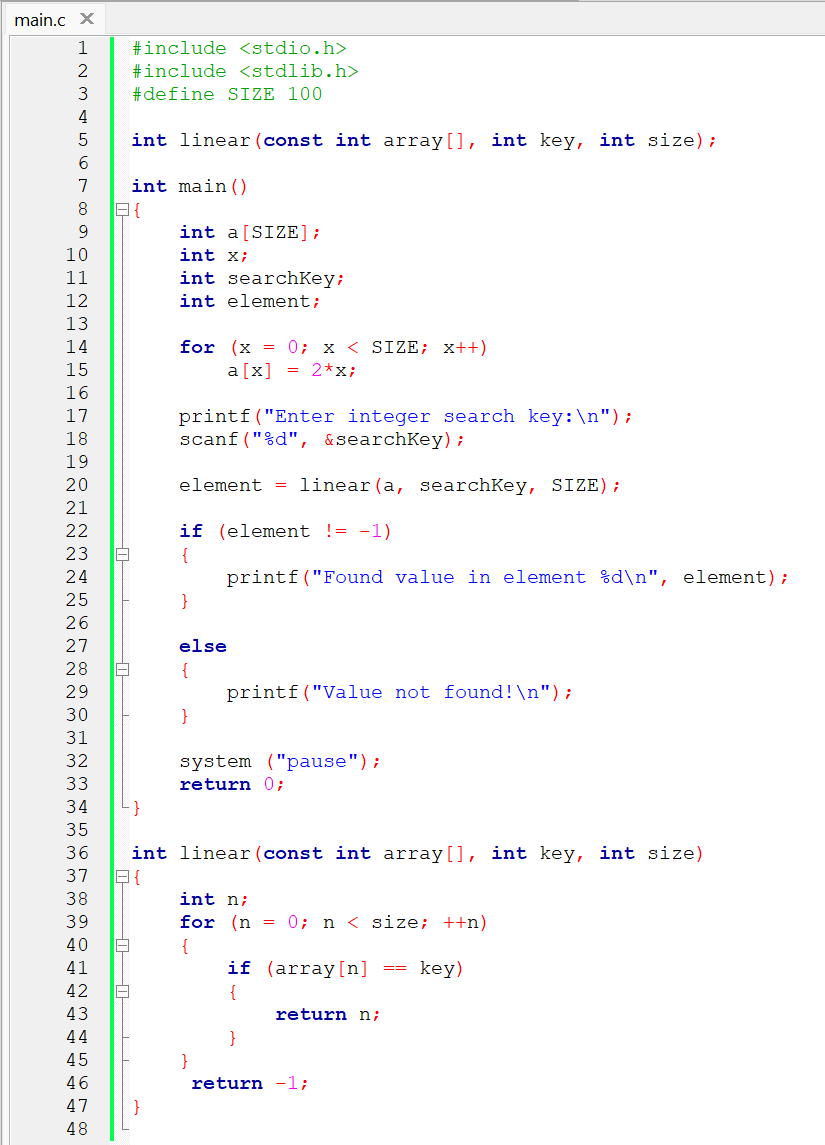 main.c ×
1 #include <stdio.h>
2 #include <stdlib.h>
3 #define SIZE 100
4
5 int linear(const int array[], int key, int size);
6
7 int main()
8 {
9     int a[SIZE];
10     int x;
11     int searchKey;
12     int element;
13
14     for (x = 0; x < SIZE; x++)
15         a[x] = 2*x;
16
17     printf("Enter integer search key:\n");
18     scanf("%d", &searchKey);
19
20     element = linear(a, searchKey, SIZE);
21
22     if (element != -1)
23     {
24         printf("Found value in element %d\n", element);
25     }
26
27     else
28     {
29         printf("Value not found!\n");
30     }
31
32     system ("pause");
33     return 0;
34 }
35
36 int linear(const int array[], int key, int size)
37 {
38     int n;
39     for (n = 0; n < size; ++n)
40     {
41         if (array[n] == key)
42         {
43             return n;
44         }
45     }
46      return -1;
47 }
48